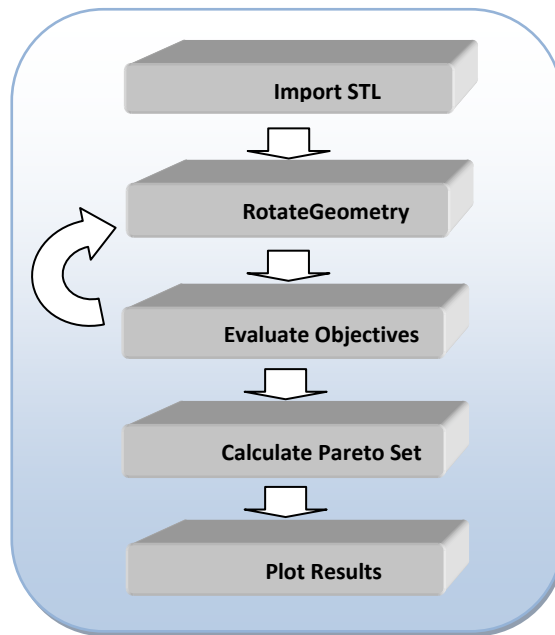 Import STL
RotateGeometry
Evaluate Objectives
Calculate Pareto Set
Plot Results